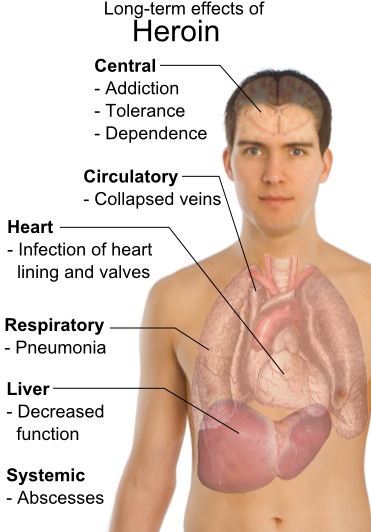 Long-term effects of
Heroin
Central
- Addiction
- Tolerance
- Dependence
Circulatory
- Collapsed veins
Heart
- Infection of heart
lining and valves
Respiratory
- Pneumonia
Liver
- Decreased
function
Systemic
- Abscesses